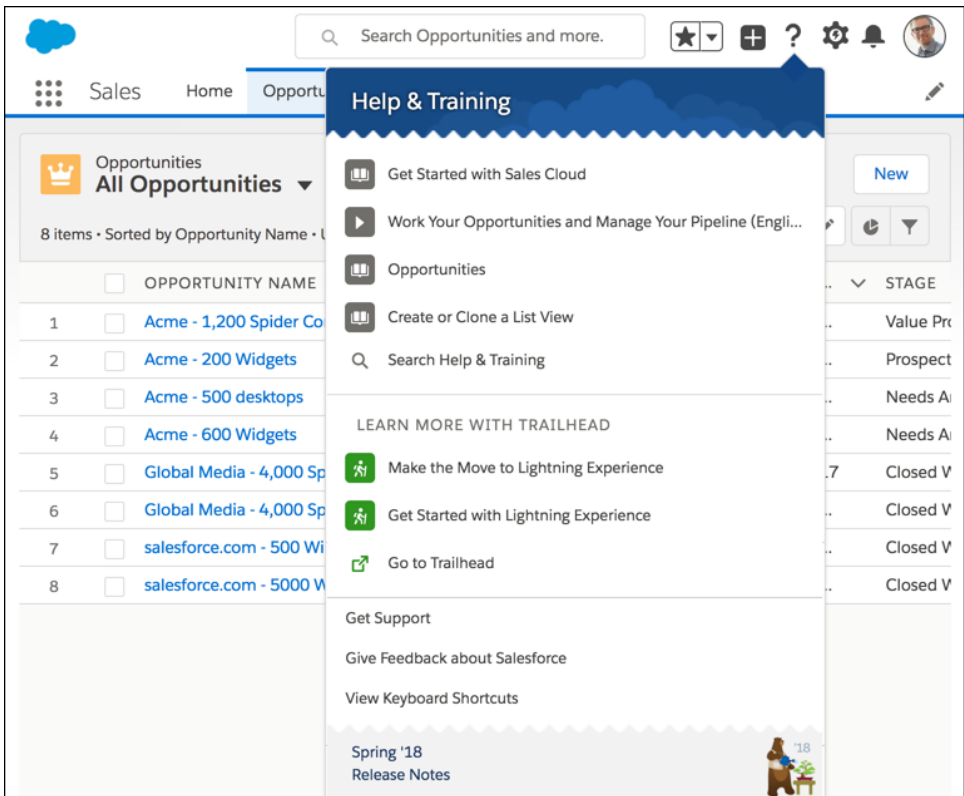 Search Opportunities and more.
Sales
Home
Opportu
Help & Training
Opportunities
All Opportunities
New
8 items • Sorted by Opportunity Name •
Get Started with Sales Cloud
Work Your Opportunities and Manage Your Pipeline (Engli...
Opportunities
Create or Clone a List View
Search Help & Training
OPPORTUNITY NAME
STAGE
1 Acme - 1,200 Spider Co Value Pro
2 Acme - 200 Widgets Prospect
3 Acme - 500 desktops Needs A
4 Acme - 600 Widgets Needs A
5 Global Media - 4,000 Sp .7 Closed W
6 Global Media - 4,000 Sp Closed W
7 salesforce.com - 500 Wi Closed W
8 salesforce.com - 5000 W Closed W
LEARN MORE WITH TRAILHEAD
Make the Move to Lightning Experience
Get Started with Lightning Experience
Go to Trailhead
Get Support
Give Feedback about Salesforce
View Keyboard Shortcuts
Spring '18
Release Notes
'18